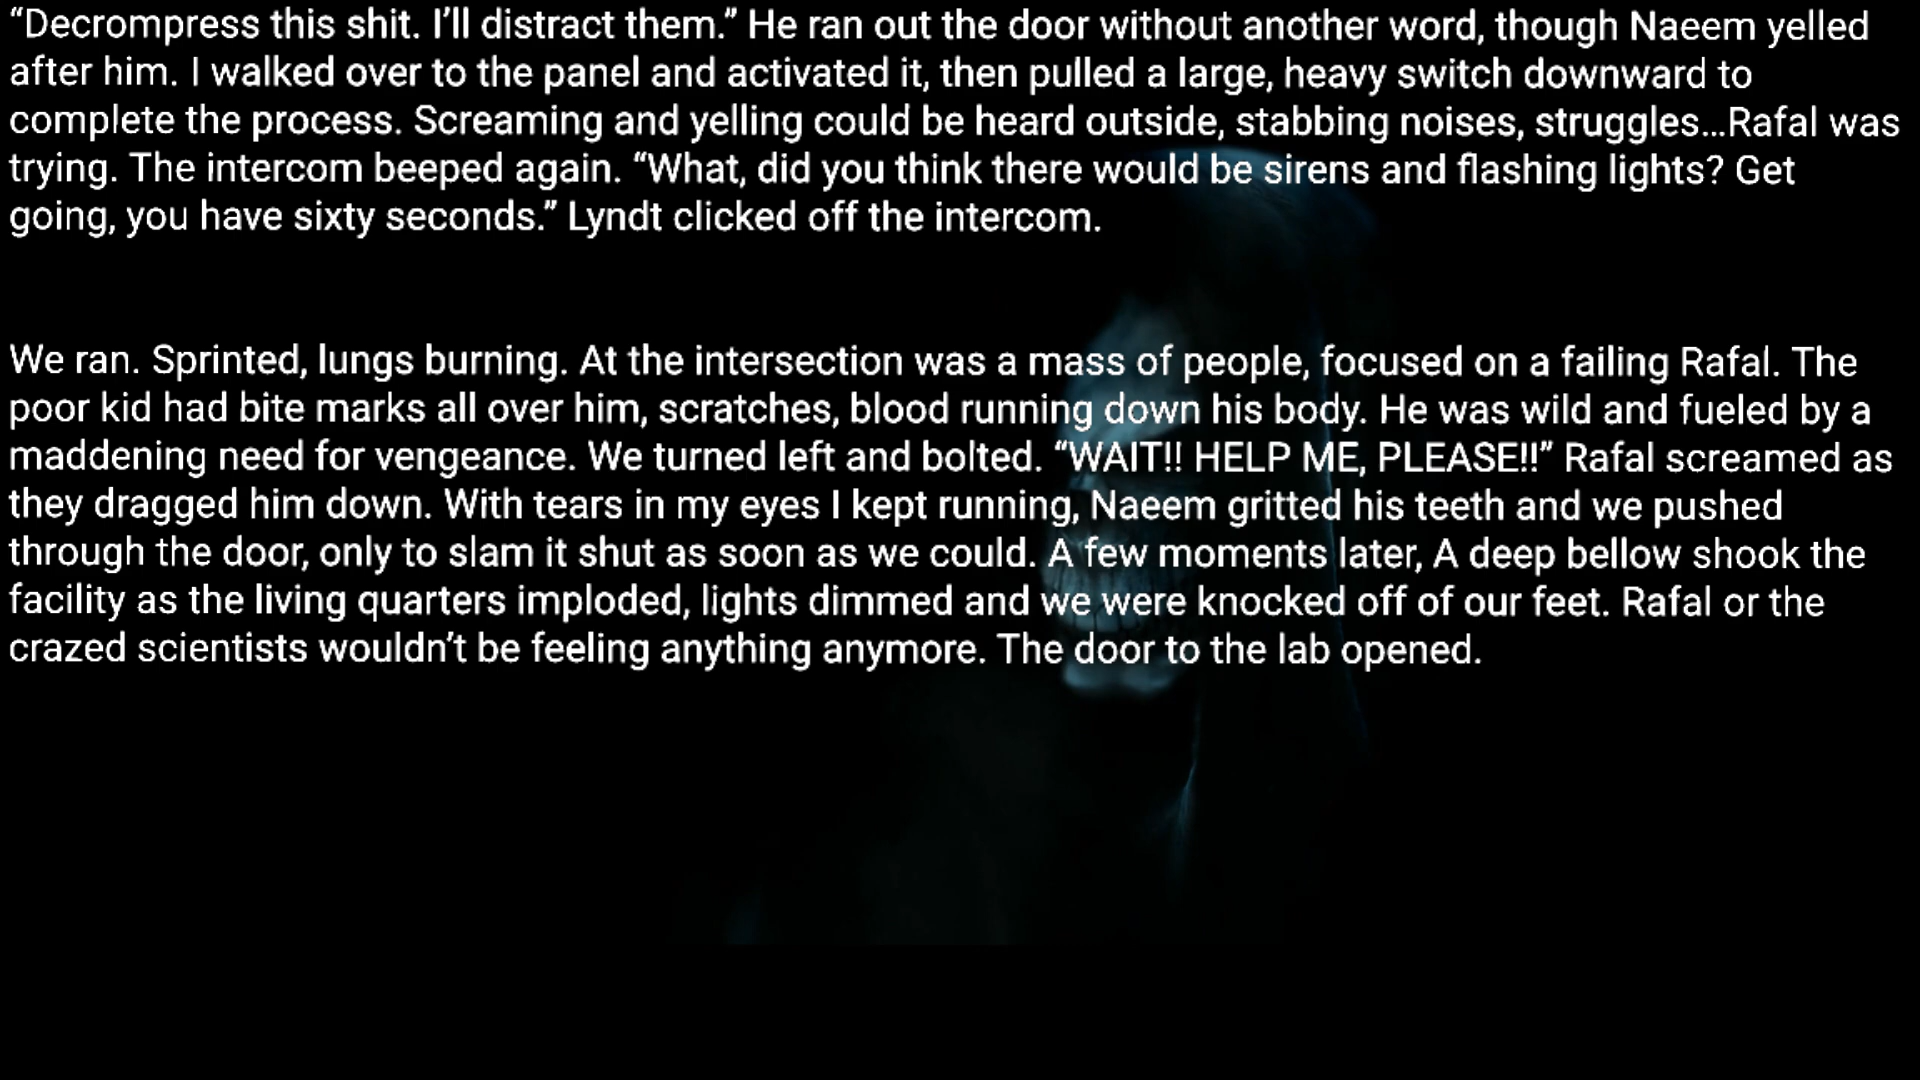 “Decrompress this shit. I’ll distract them.” He ran out the door without another word, though Naeem yelled
after him. I walked over to the panel and activated it, then pulled a large, heavy switch downward to
complete the process. Screaming and yelling could be heard outside, stabbing noises, struggles…Rafal was
trying. The intercom beeped again. “What, did you think there would be sirens and flashing lights? Get
going, you have sixty seconds.” Lyndt clicked off the intercom.
We ran. Sprinted, lungs burning. At the intersection was a mass of people, focused on a failing Rafal. The
poor kid had bite marks all over him, scratches, blood running down his body. He was wild and fueled by a
maddening need for vengeance. We turned left and bolted. “WAIT!! HELP ME, PLEASE!!” Rafal screamed as
they dragged him down. With tears in my eyes I kept running, Naeem gritted his teeth and we pushed
through the door, only to slam it shut as soon as we could. A few moments later, A deep bellow shook the
facility as the living quarters imploded, lights dimmed and we were knocked off of our feet. Rafal or the
crazed scientists wouldn’t be feeling anything anymore. The door to the lab opened.